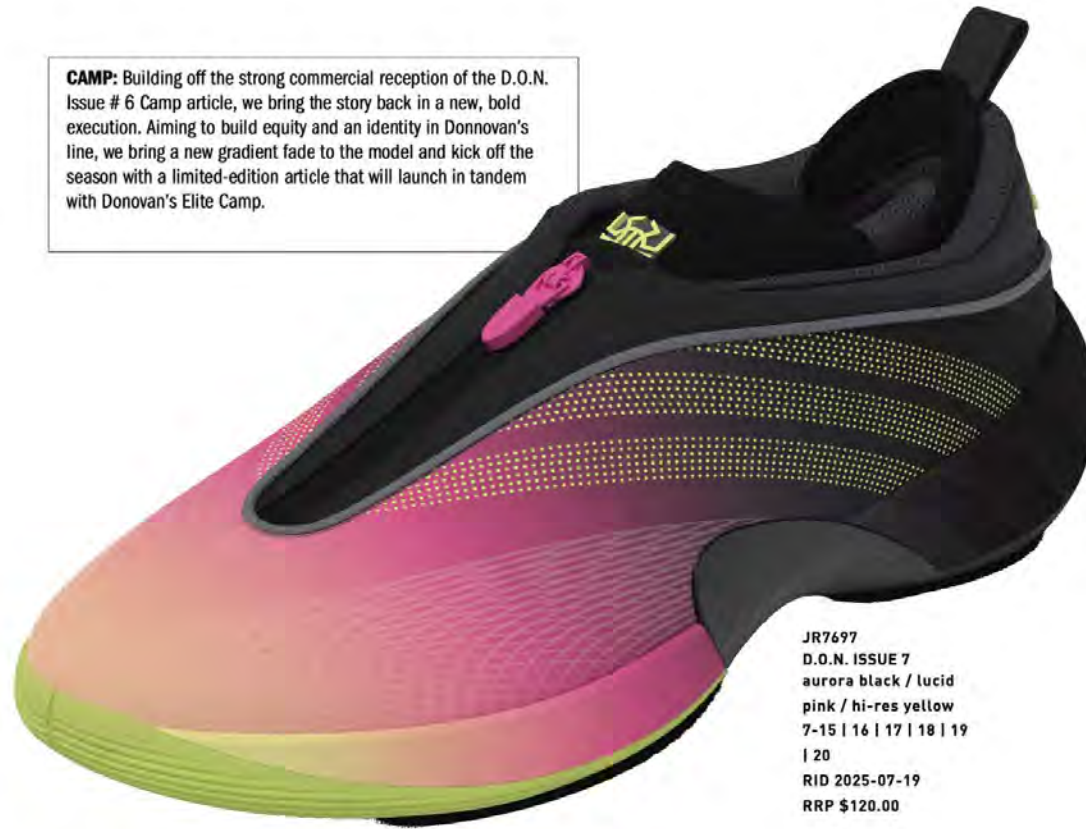 CAMP: Building off the strong commercial reception of the D.O.N.
Issue # 6 Camp article, we bring the story back in a new, bold
execution. Aiming to build equity and an identity in Donnovan's
line, we bring a new gradient fade to the model and kick off the
season with a limited-edition article that will launch in tandem
with Donovan's Elite Camp.
JR7697
D.O.N. ISSUE 7
aurora black / lucid
pink / hi-res yellow
7-15 | 16 | 17 | 18 | 19
| 20
RID 2025-07-19
RRP $120.00